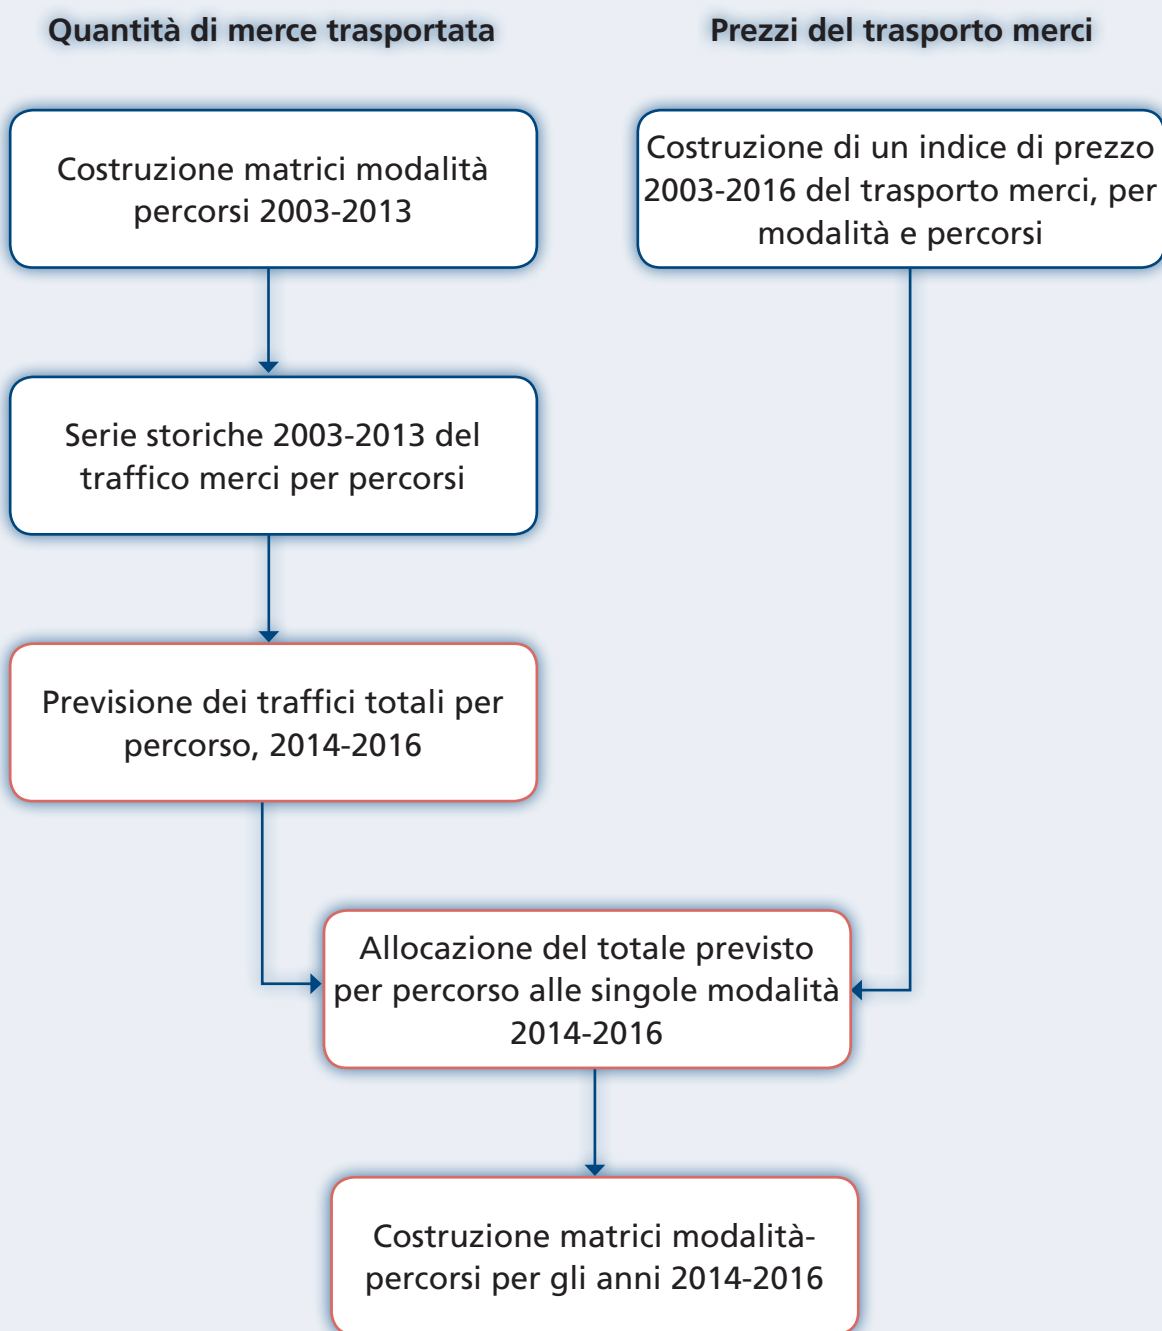 Quantità di merce trasportata
Prezzi del trasporto merci
Costruzione matrici modalità
percorsi 2003-2013
Costruzione di un indice di prezzo
2003-2016 del trasporto merci, per
modalità e percorsi
Serie storiche 2003-2013 del
traffico merci per percorsi
Previsione dei traffici totali per
percorso, 2014-2016
Allocazione del totale previsto
per percorso alle singole modalità
2014-2016
Costruzione matrici modalità-
percorsi per gli anni 2014-2016